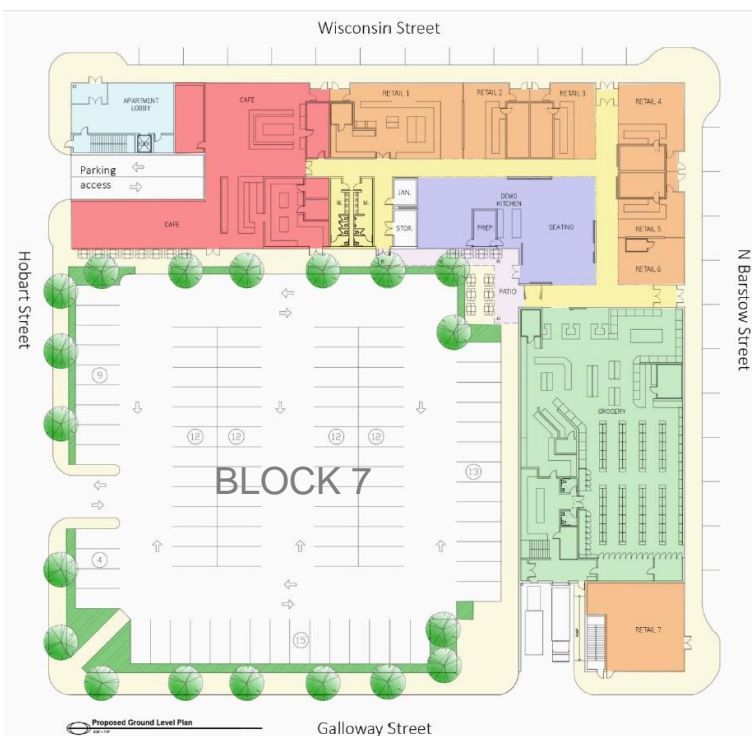 Wisconsin Street
APARTMENT
LOBBY
CAFE
RETAIL 1
RETAIL 2
RETAIL 3
RETAIL 4
Parking
access
W.
M.
JAN.
STOR.
DEMO
KITCHEN
PREP.
SEATING
RETAIL 5
RETAIL 6
CAFE
PATIO
Hobart Street
N Barstow Street
9
12
12
12
12
13
GROCERY
BLOCK 7
4
15
RETAIL 7
Proposed Ground Level Plan
Galloway Street